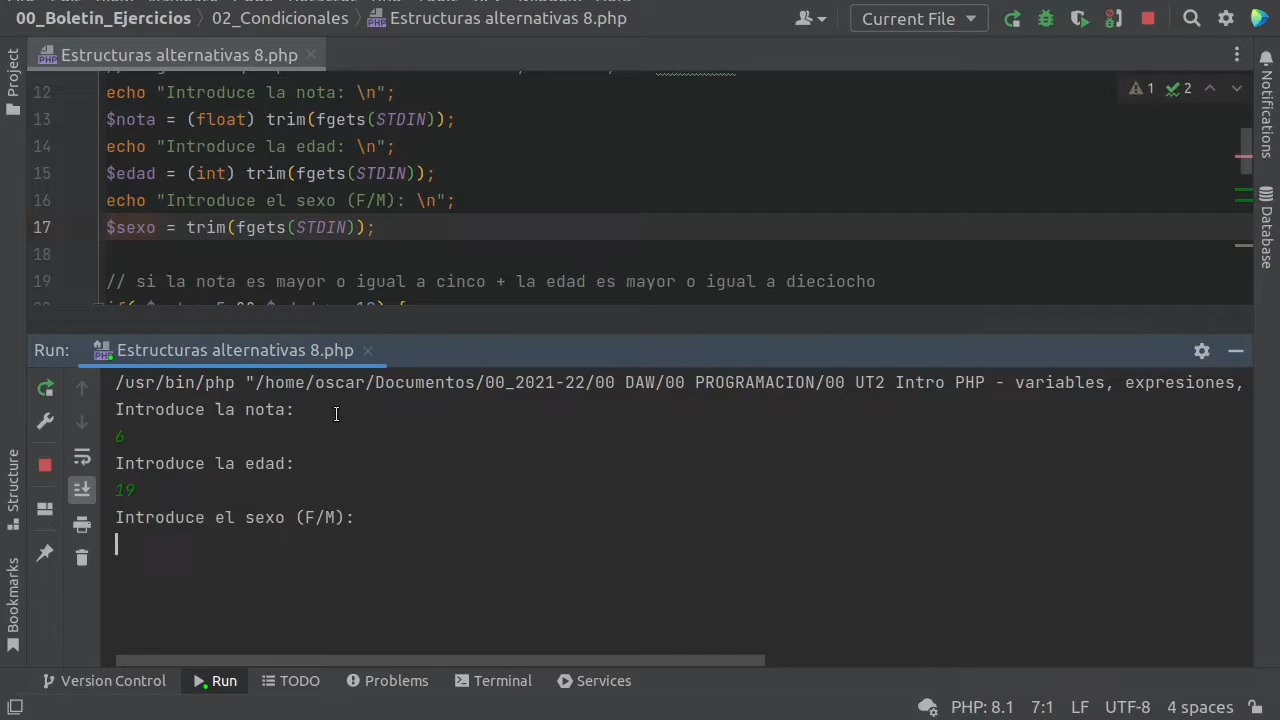 00_Boletin_Ejercicios 02_Condicionales Estructuras alternativas 8.php Current File
Estructuras alternativas 8.php
Project
12 echo "Introduce la nota: \n"; 1 2
13 $nota = (float) trim(fgets(STDIN));
14 echo "Introduce la edad: \n";
15 $edad = (int) trim(fgets(STDIN));
16 echo "Introduce el sexo (F/M): \n";
17 $sexo = trim(fgets(STDIN));
18
19 // si la nota es mayor o igual a cinco + la edad es mayor o igual a dieciocho
Notifications
Database
Run: Estructuras alternativas 8.php
/usr/bin/php "/home/oscar/Documentos/00_2021-22/00 DAW/00 PROGRAMACION/00 UT2 Intro PHP - variables, expresiones,
Introduce la nota:
6
Introduce la edad:
19
Introduce el sexo (F/M):
Structure
Bookmarks
Version Control Run TODO Problems Terminal Services
PHP: 8.1 7:1 LF UTF-8 4 spaces